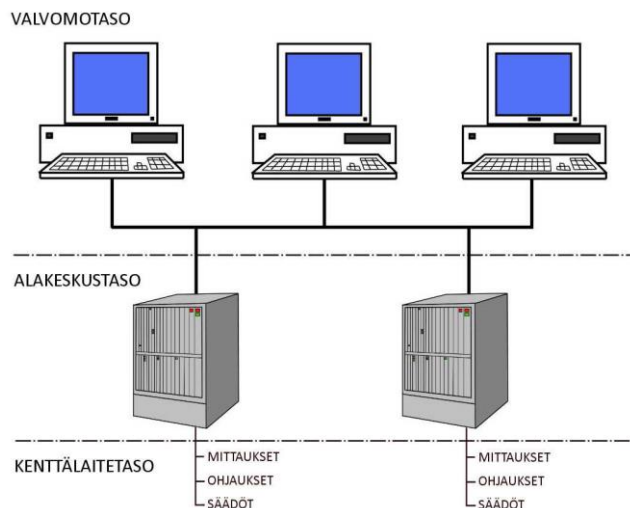 VALVOMOTASO
ALAKESKUSTASO
KENTTÄLAITETASO
MITTAUKSET
OHJAUKSET
SÄÄDÖT
MITTAUKSET
OHJAUKSET
SÄÄDÖT